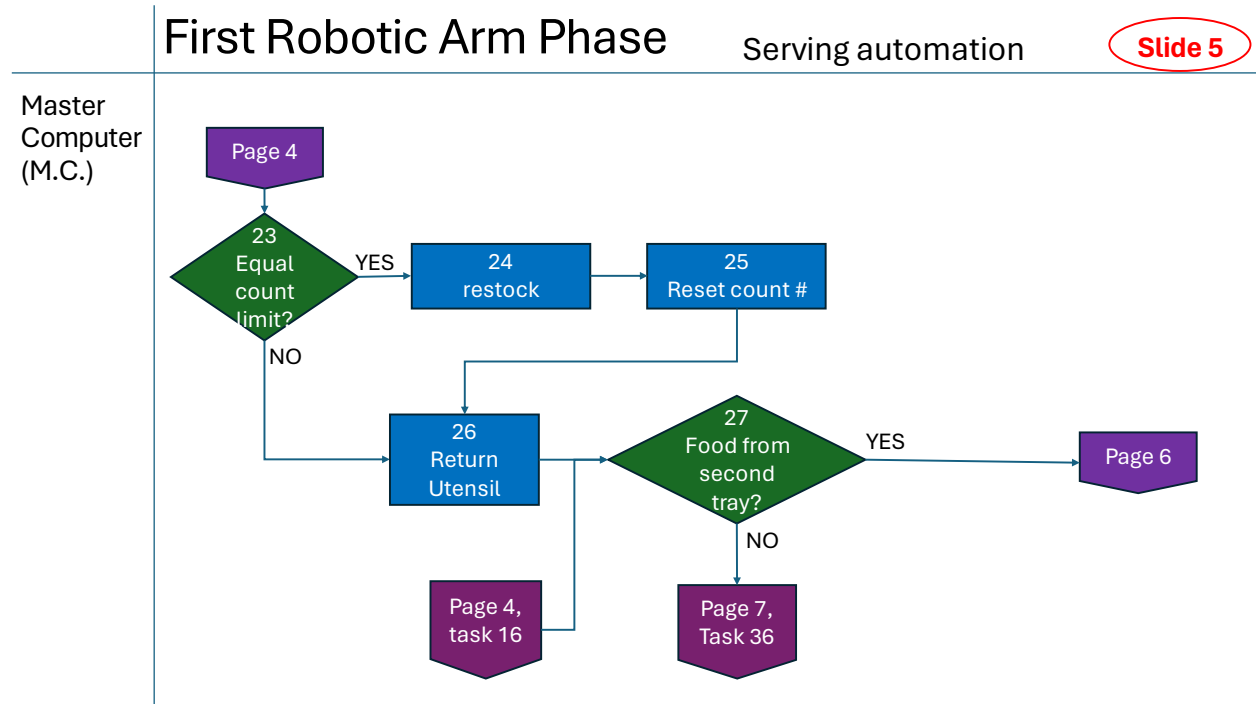 First Robotic Arm Phase
Serving automation
Slide 5
Master
Computer
(M.C.)
Page 4
23
Equal
count
limit?
YES
24
restock
25
Reset count #
NO
26
Return
Utensil
27
Food from
second
tray?
YES
Page 6
NO
Page 4,
task 16
Page 7,
Task 36